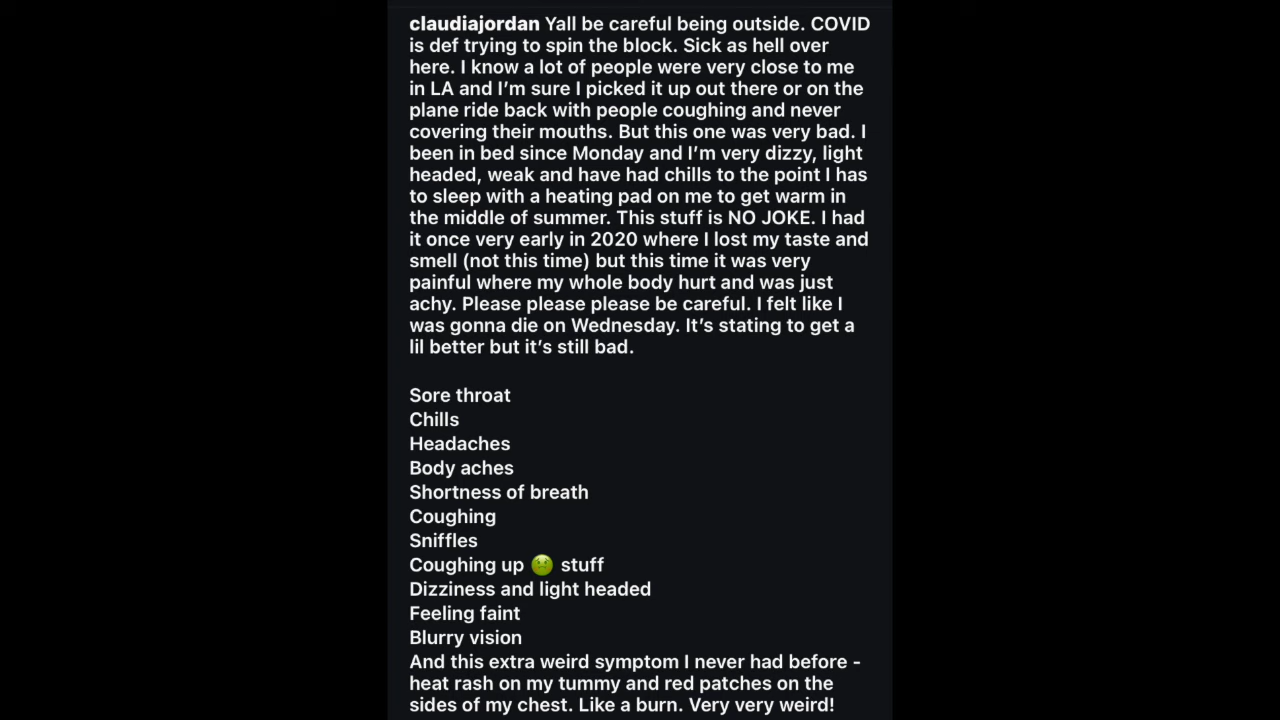 claudiajordan Yall be careful being outside. COVID
is def trying to spin the block. Sick as hell over
here. I know a lot of people were very close to me
in LA and I’m sure I picked it up out there or on the
plane ride back with people coughing and never
covering their mouths. But this one was very bad. I
been in bed since Monday and I’m very dizzy, light
headed, weak and have had chills to the point I has
to sleep with a heating pad on me to get warm in
the middle of summer. This stuff is NO JOKE. I had
it once very early in 2020 where I lost my taste and
smell (not this time) but this time it was very
painful where my whole body hurt and was just
achy. Please please please be careful. I felt like I
was gonna die on Wednesday. It’s stating to get a
lil better but it’s still bad.
Sore throat
Chills
Headaches
Body aches
Shortness of breath
Coughing
Sniffles
Coughing up 🤢 stuff
Dizziness and light headed
Feeling faint
Blurry vision
And this extra weird symptom I never had before -
heat rash on my tummy and red patches on the
sides of my chest. Like a burn. Very very weird!